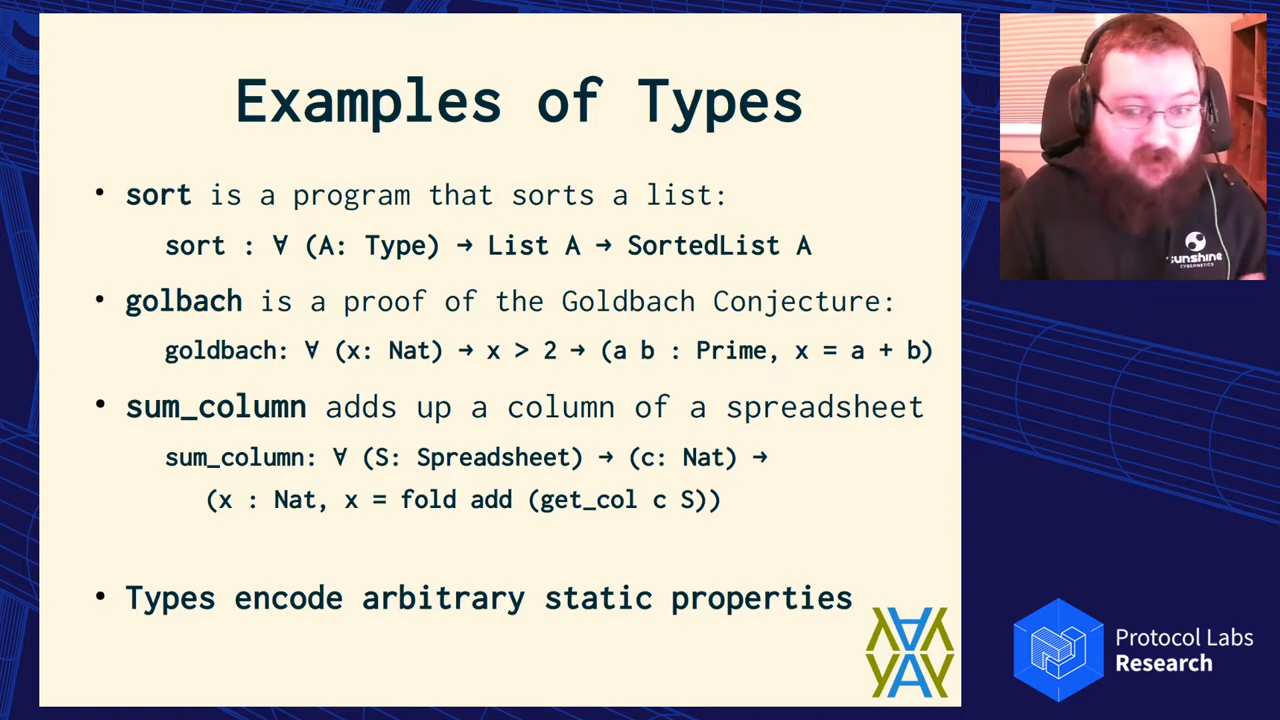 Examples of Types
• sort is a program that sorts a list:
sort : ∀ (A: Type) → List A → SortedList A
• golbach is a proof of the Goldbach Conjecture:
goldbach: ∀ (x: Nat) → x > 2 → (a b : Prime, x = a + b)
• sum_column adds up a column of a spreadsheet
sum_column: ∀ (S: Spreadsheet) → (c: Nat) →
(x : Nat, x = fold add (get_col c S))
• Types encode arbitrary static properties
sunshine
CYBERNETICS
Protocol Labs
Research